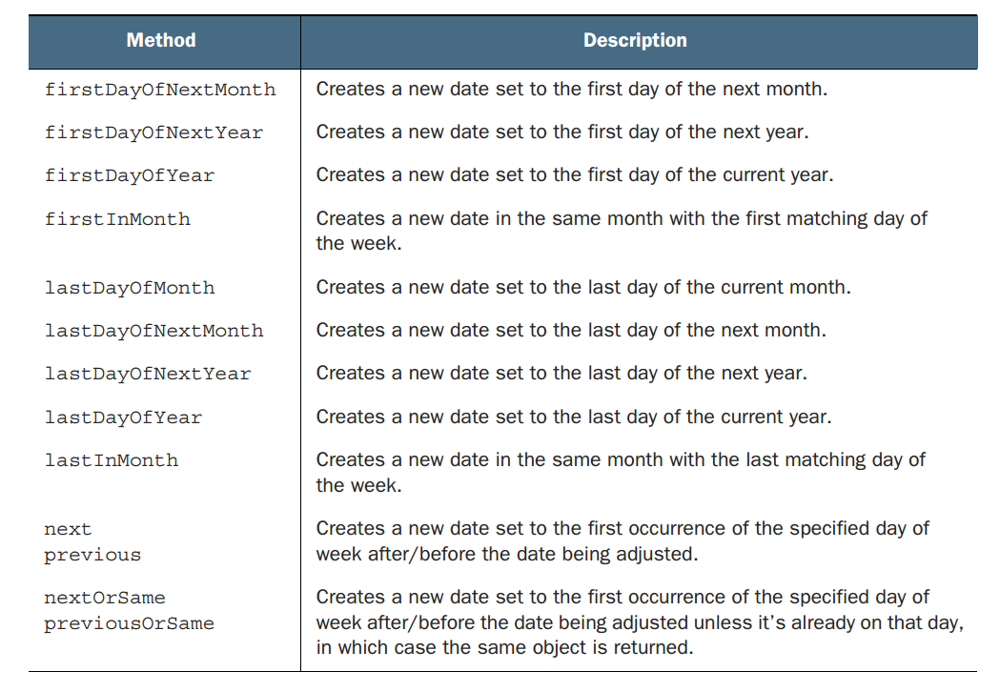 Method Description
firstDayOfNextMonth Creates a new date set to the first day of the next month.
firstDayOfNextYear Creates a new date set to the first day of the next year.
firstDayOfYear Creates a new date set to the first day of the current year.
firstInMonth Creates a new date in the same month with the first matching day of
the week.
lastDayOfMonth Creates a new date set to the last day of the current month.
lastDayOfNextMonth Creates a new date set to the last day of the next month.
lastDayOfNextYear Creates a new date set to the last day of the next year.
lastDayOfYear Creates a new date set to the last day of the current year.
lastInMonth Creates a new date in the same month with the last matching day of
the week.
next Creates a new date set to the first occurrence of the specified day of
previous week after/before the date being adjusted.
nextOrSame Creates a new date set to the first occurrence of the specified day of
previousOrSame week after/before the date being adjusted unless it’s already on that day,
in which case the same object is returned.